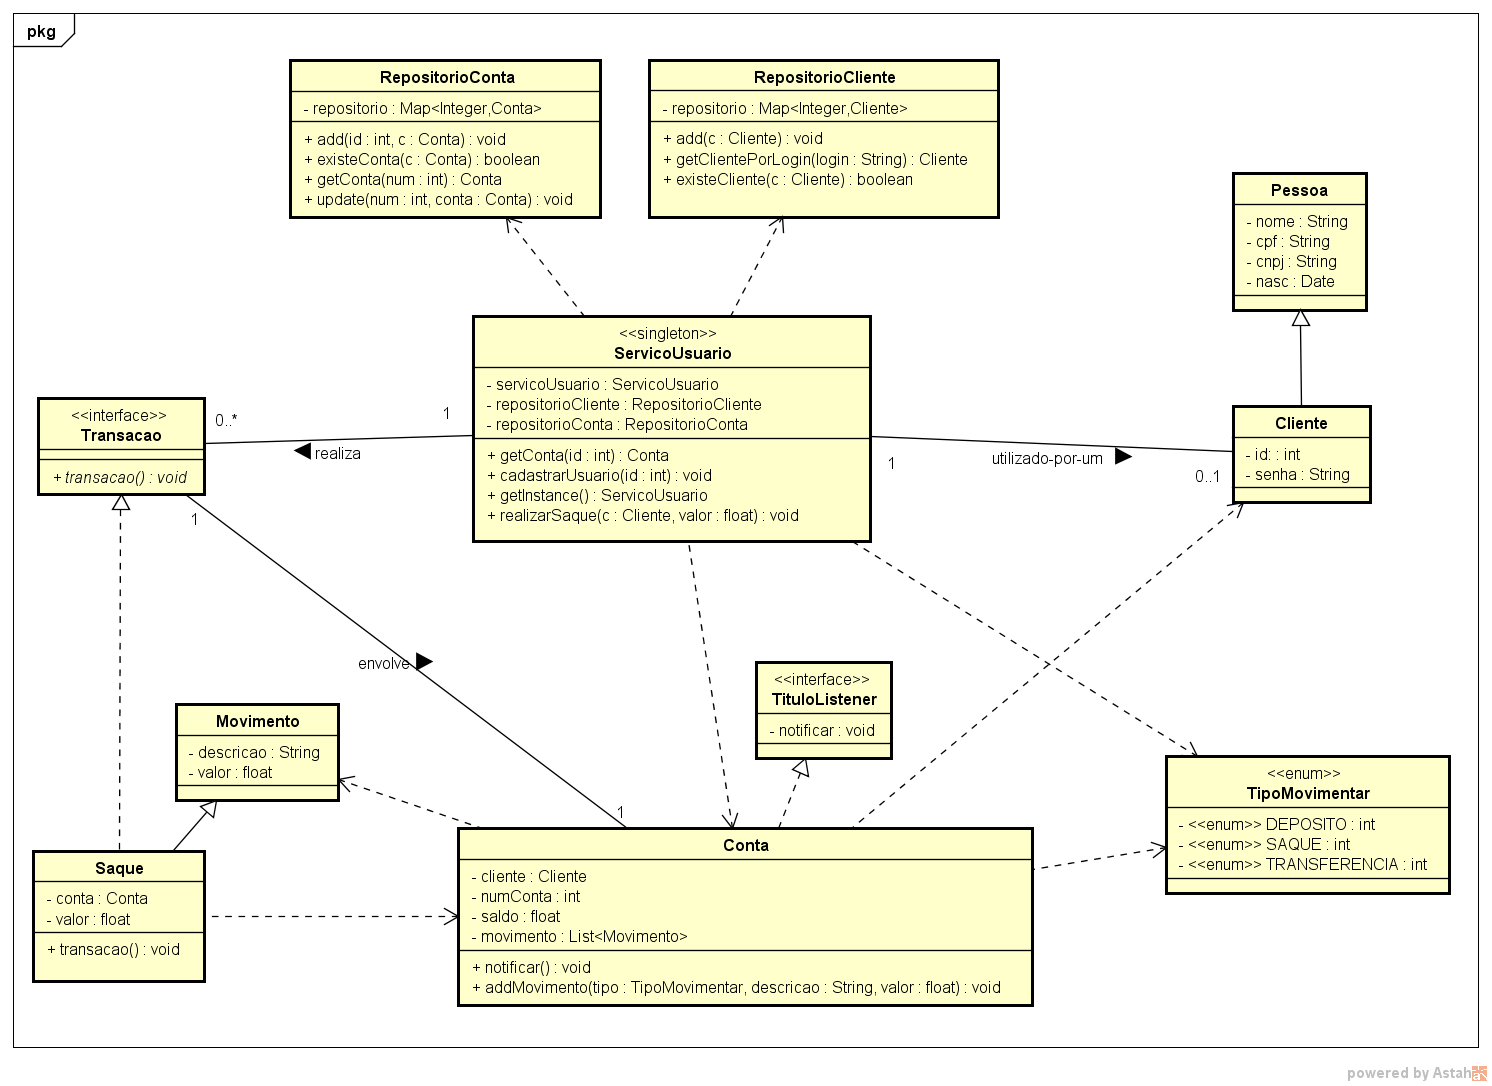 pkg
RepositorioConta
- repositorio : Map<Integer,Conta>
+ add(id : int, c : Conta) : void
+ existeConta(c : Conta) : boolean
+ getConta(num : int) : Conta
+ update(num : int, conta : Conta) : void
RepositorioCliente
- repositorio : Map<Integer,Cliente>
+ add(c : Cliente) : void
+ getClientePorLogin(login : String) : Cliente
+ existeCliente(c : Cliente) : boolean
Pessoa
- nome : String
- cpf : String
- cnpj : String
- nasc : Date
<<singleton>>
ServicoUsuario
- servicoUsuario : ServicoUsuario
- repositorioCliente : RepositorioCliente
- repositorioConta : RepositorioConta
+ getConta(id : int) : Conta
+ cadastrarUsuario(id : int) : void
+ getInstance() : ServicoUsuario
+ realizarSaque(c : Cliente, valor : float) : void
<<interface>>
Transacao
+ transacao() : void
0..*
1
realiza
1
utilizado-por-um
0..1
Cliente
- id: : int
- senha : String
1
envolve
1
<<interface>>
TituloListener
- notificar : void
Movimento
- descricao : String
- valor : float
<<enum>>
TipoMovimentar
- <<enum>> DEPOSITO : int
- <<enum>> SAQUE : int
- <<enum>> TRANSFERENCIA : int
Saque
- conta : Conta
- valor : float
+ transacao() : void
Conta
- cliente : Cliente
- numConta : int
- saldo : float
- movimento : List<Movimento>
+ notificar() : void
+ addMovimento(tipo : TipoMovimentar, descricao : String, valor : float) : void
powered by Astah